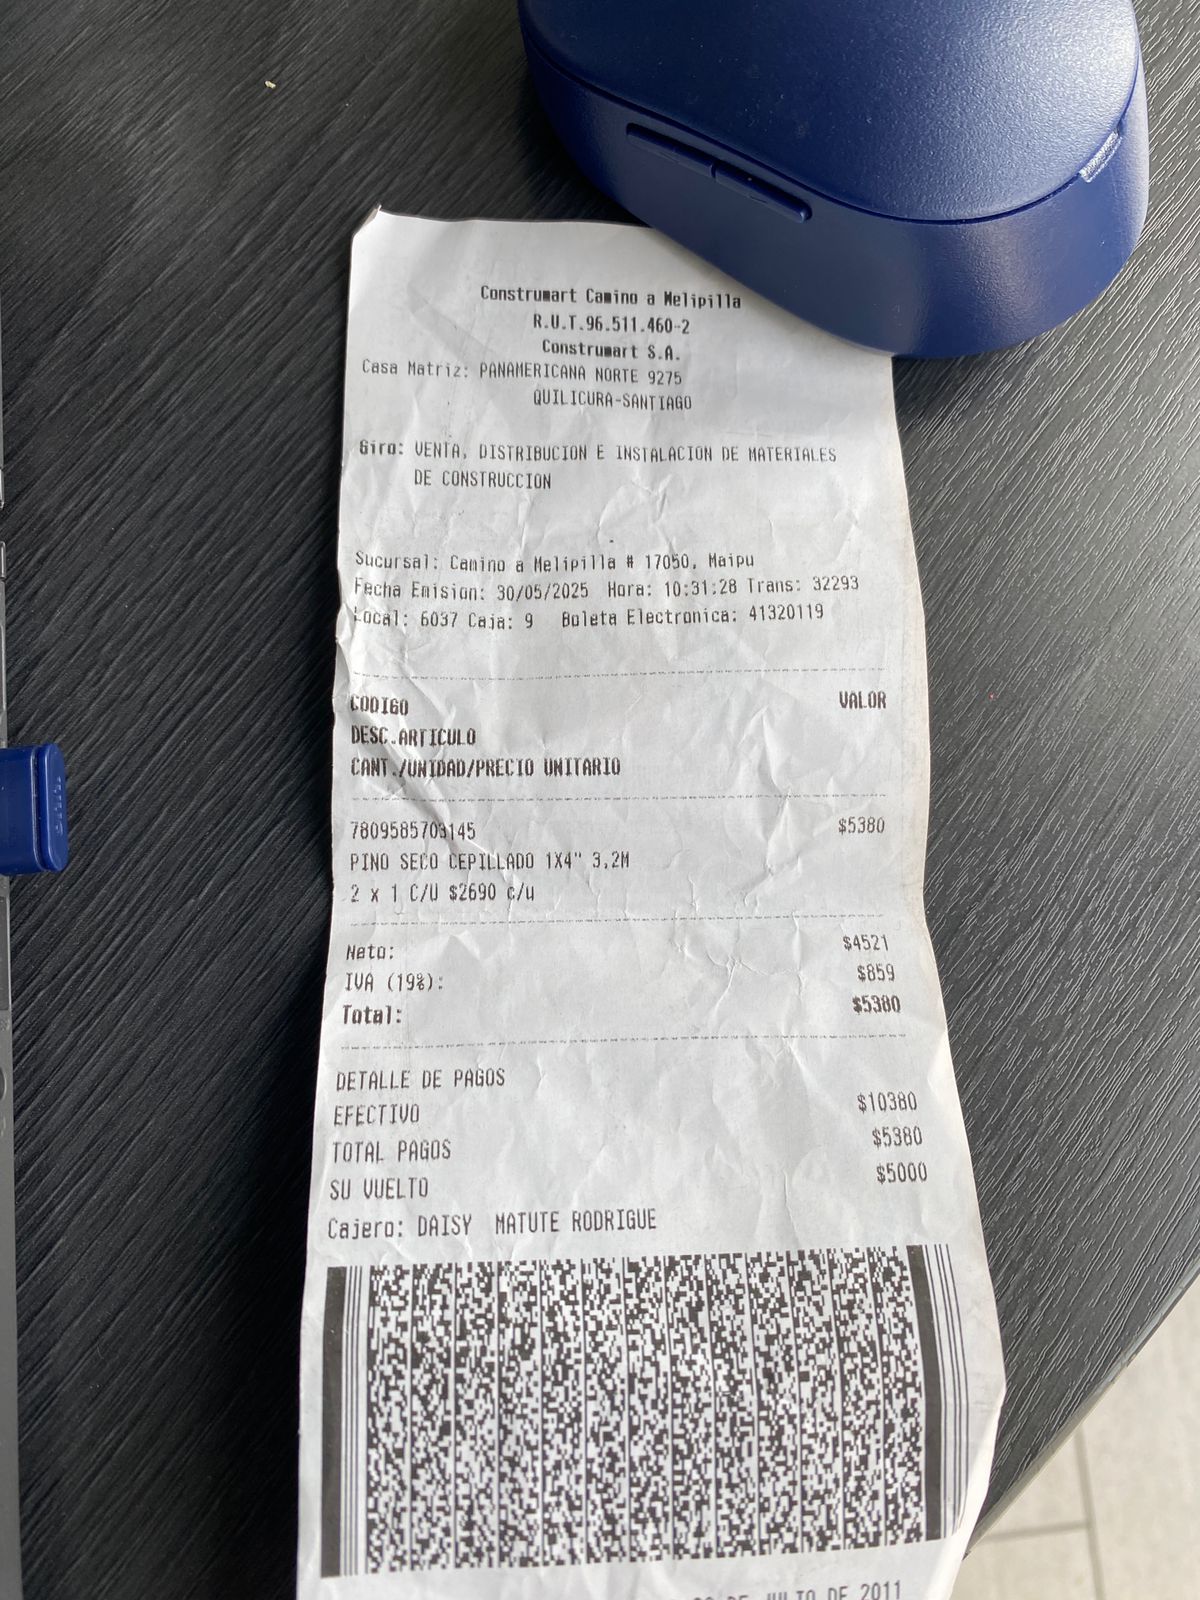 Construmart Camino a Melipilla
R.U.T.96.511.460-2
Construmart S.A.
Casa Matriz: PANAMERICANA NORTE 9275
QUILICURA-SANTIAGO
Giro: VENTA, DISTRIBUCION E INSTALACION DE MATERIALES
DE CONSTRUCCION
Sucursal: Camino a Melipilla # 17050, Maipu
Fecha Emision: 30/05/2025 Hora: 10:31:28 Trans: 32293
Local: 6037 Caja: 9 Boleta Electronica: 41320119
CODIGO VALOR
DESC.ARTICULO
CANT./UNIDAD/PRECIO UNITARIO
7809585703145 $5380
PINO SECO CEPILLADO 1X4" 3,2M
2 x 1 C/U $2690 c/u
Neto: $4521
IVA (19%): $859
Total: $5380
DETALLE DE PAGOS
EFECTIVO $10380
TOTAL PAGOS $5380
SU VUELTO $5000
Cajero: DAISY MATUTE RODRIGUE
DE JULIO DE 2011